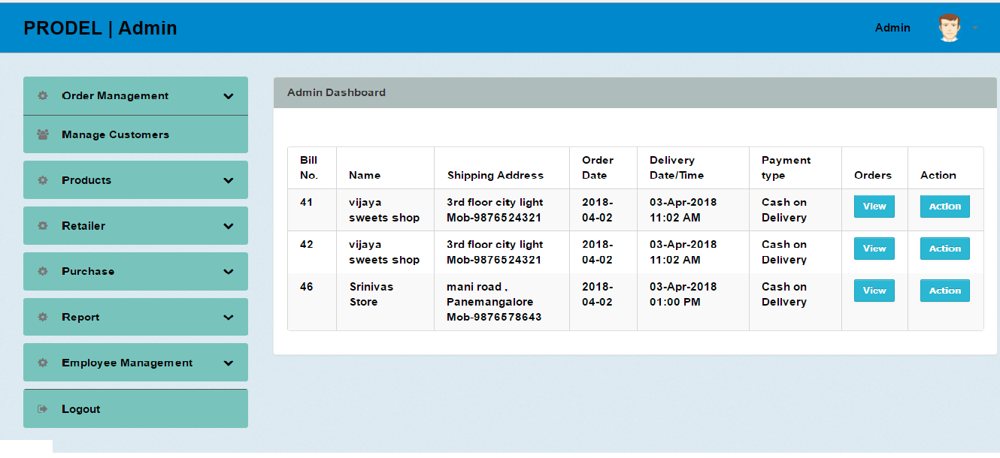 PRODEL | Admin
Admin
Order Management
Manage Customers
Products
Retailer
Purchase
Report
Employee Management
Logout
Admin Dashboard
Bill No. Name Shipping Address Order Date Delivery Date/Time Payment type Orders Action
41 vijaya sweets shop 3rd floor city light Mob-9876524321 2018-04-02 03-Apr-2018 11:02 AM Cash on Delivery View Action
42 vijaya sweets shop 3rd floor city light Mob-9876524321 2018-04-02 03-Apr-2018 11:02 AM Cash on Delivery View Action
46 Srinivas Store mani road , Panemangalore Mob-9876578643 2018-04-02 03-Apr-2018 01:00 PM Cash on Delivery View Action